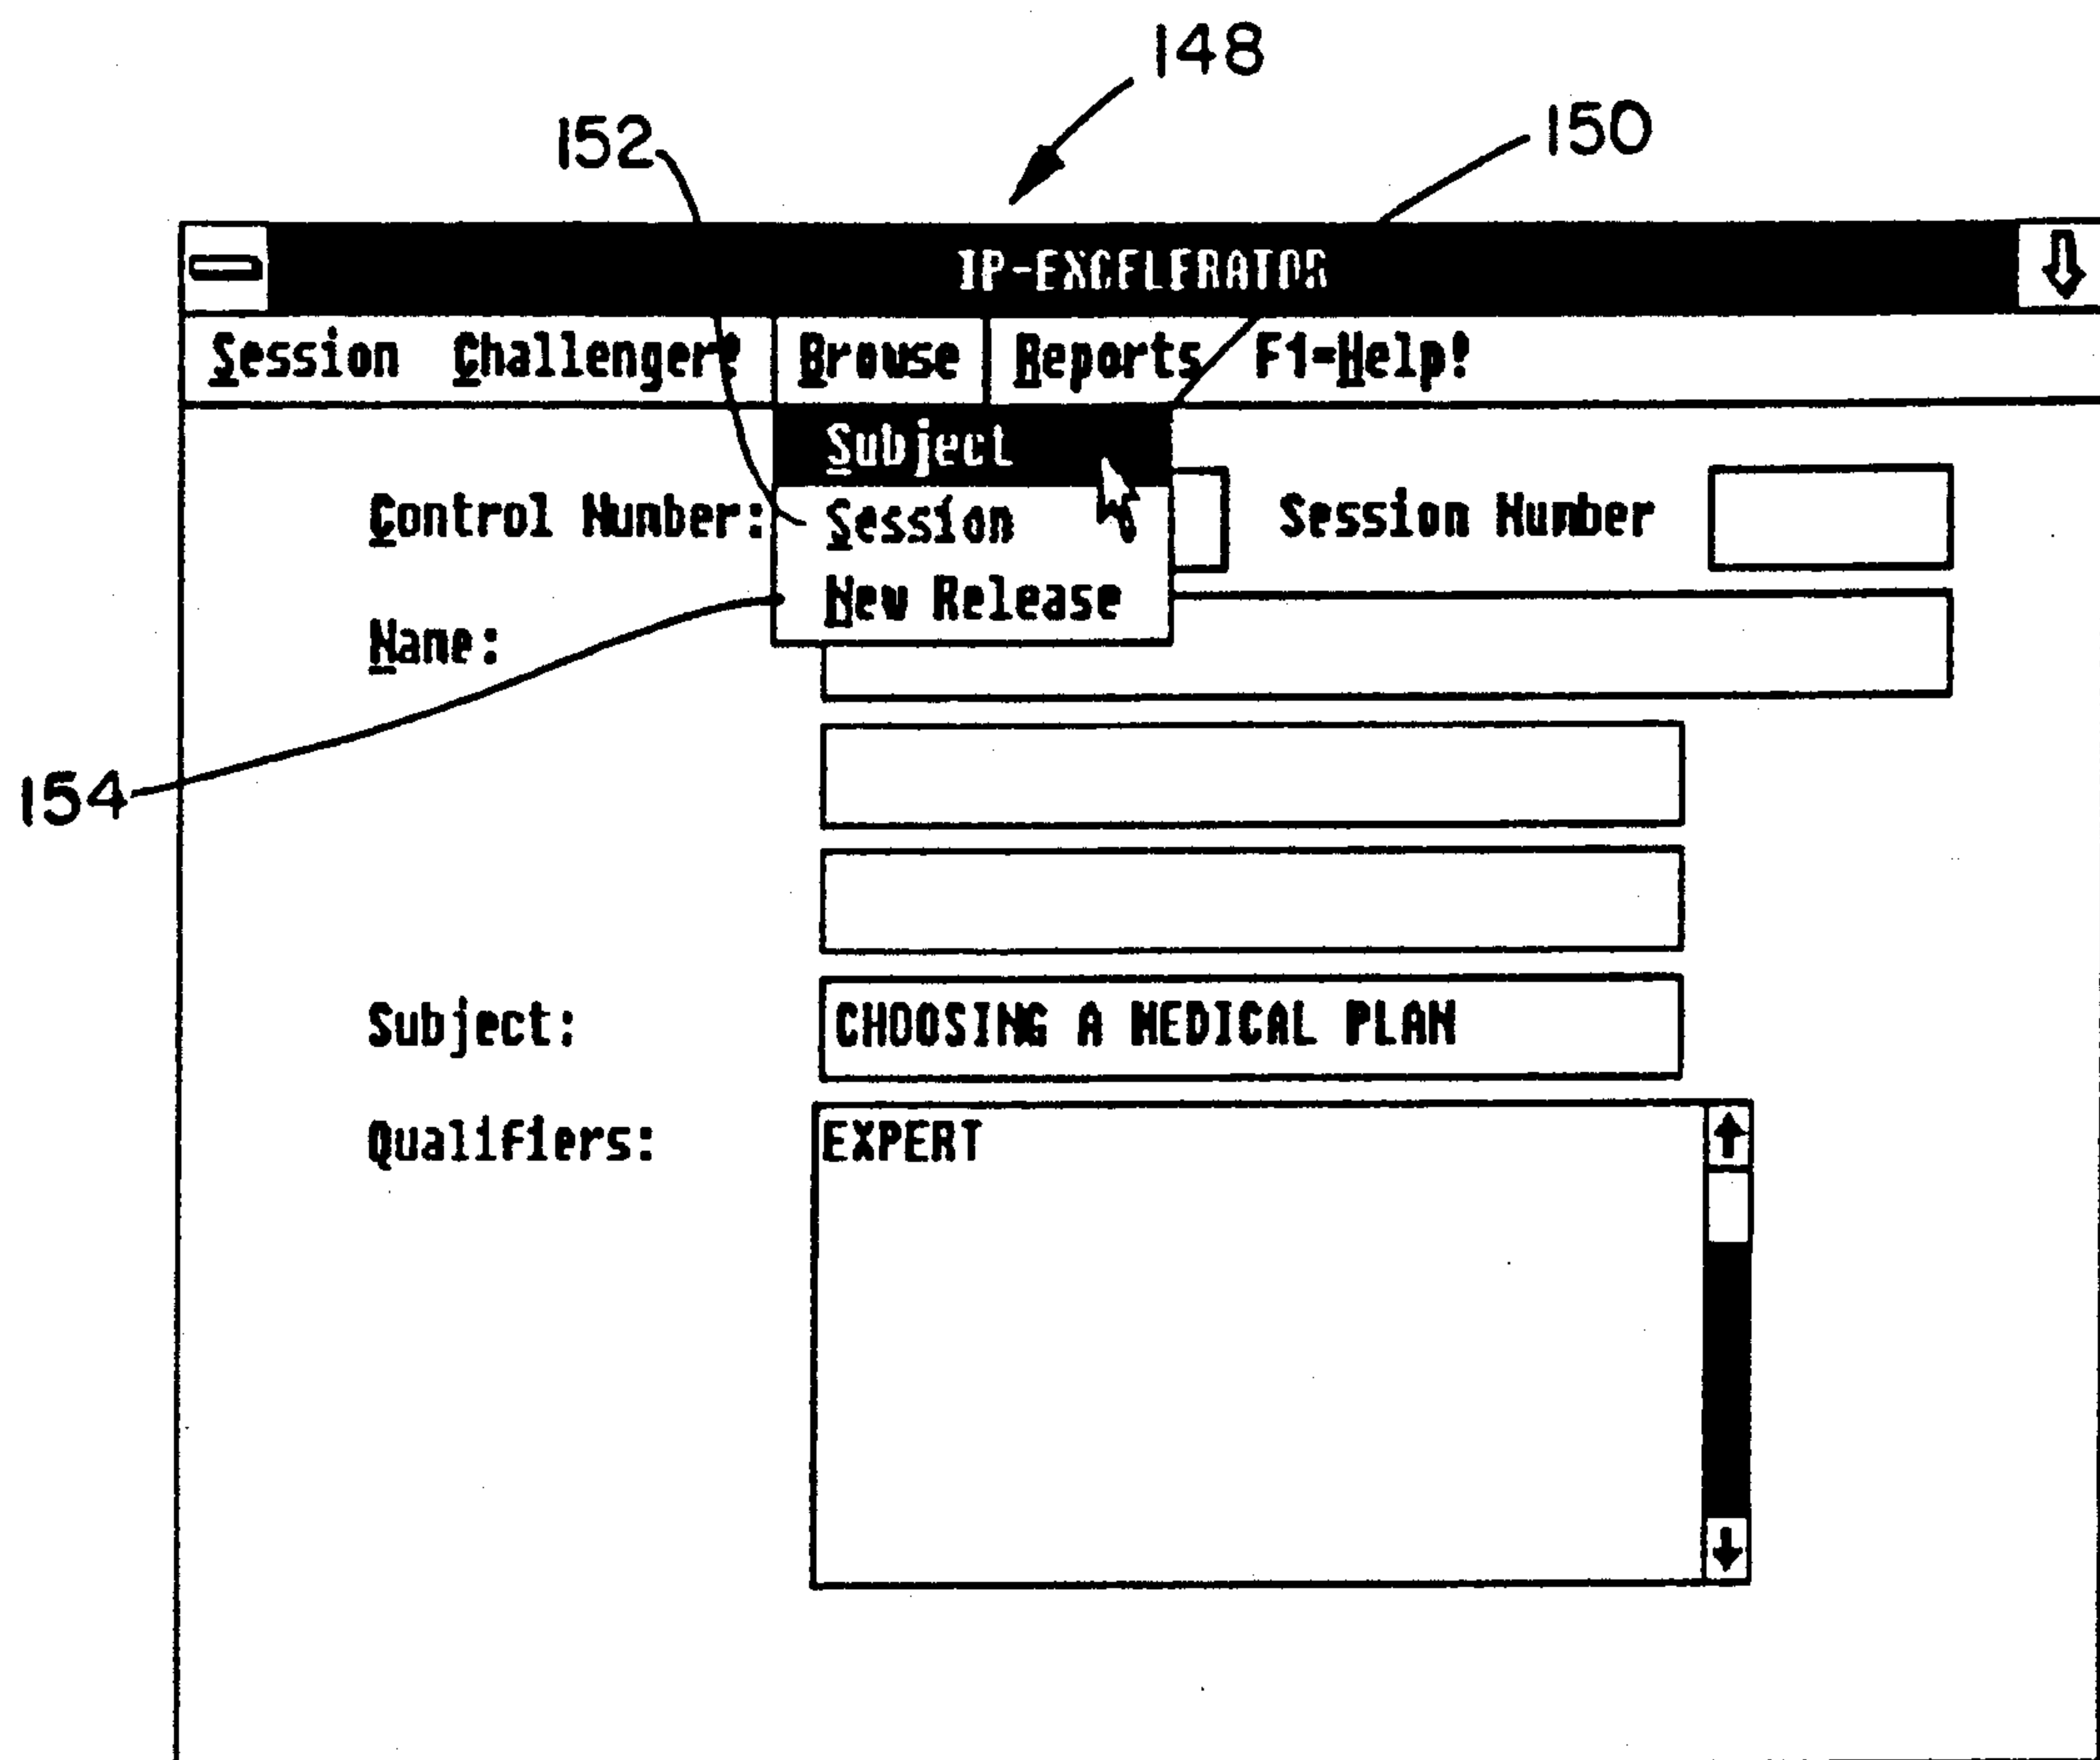 148
152
150
IP-EXCELERATOR
Session Challenger! Browse Reports F1=Help!
Subject
Control Number: Session Session Number
New Release
Name:
154
Subject: CHOOSING A MEDICAL PLAN
Qualifiers: EXPERT